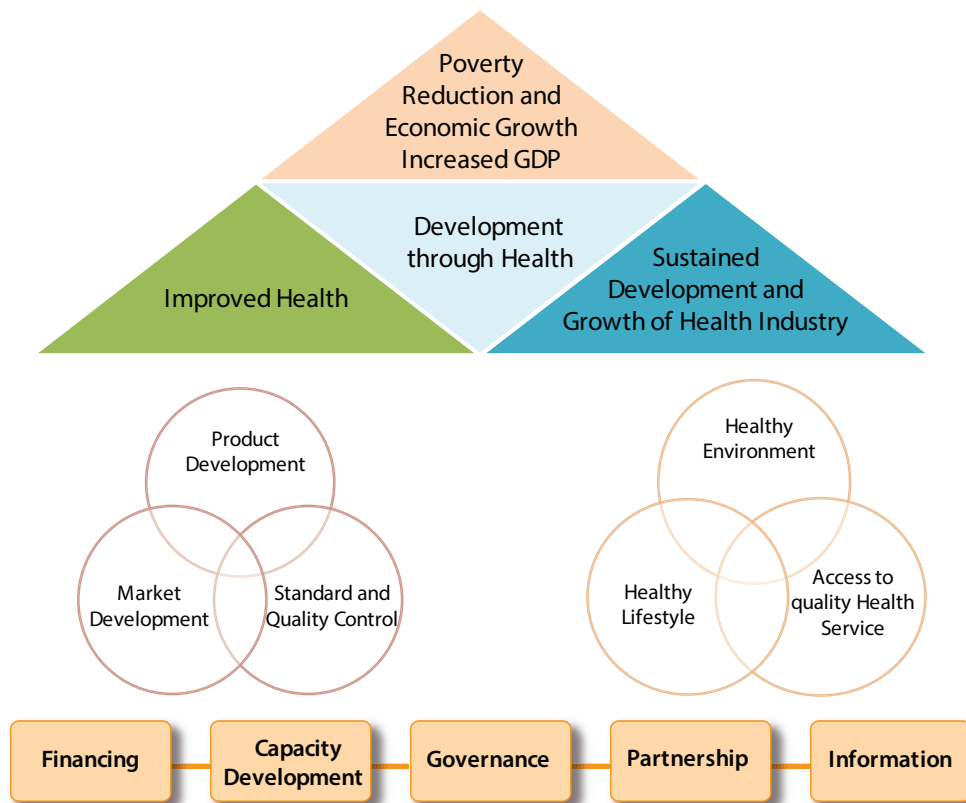 Poverty
Reduction and
Economic Growth
Increased GDP
Development
through Health
Improved Health
Sustained
Development and
Growth of Health Industry
Product
Development
Market
Development
Standard and
Quality Control
Healthy
Environment
Healthy
Lifestyle
Access to
quality Health
Service
Financing
Capacity
Development
Governance
Partnership
Information